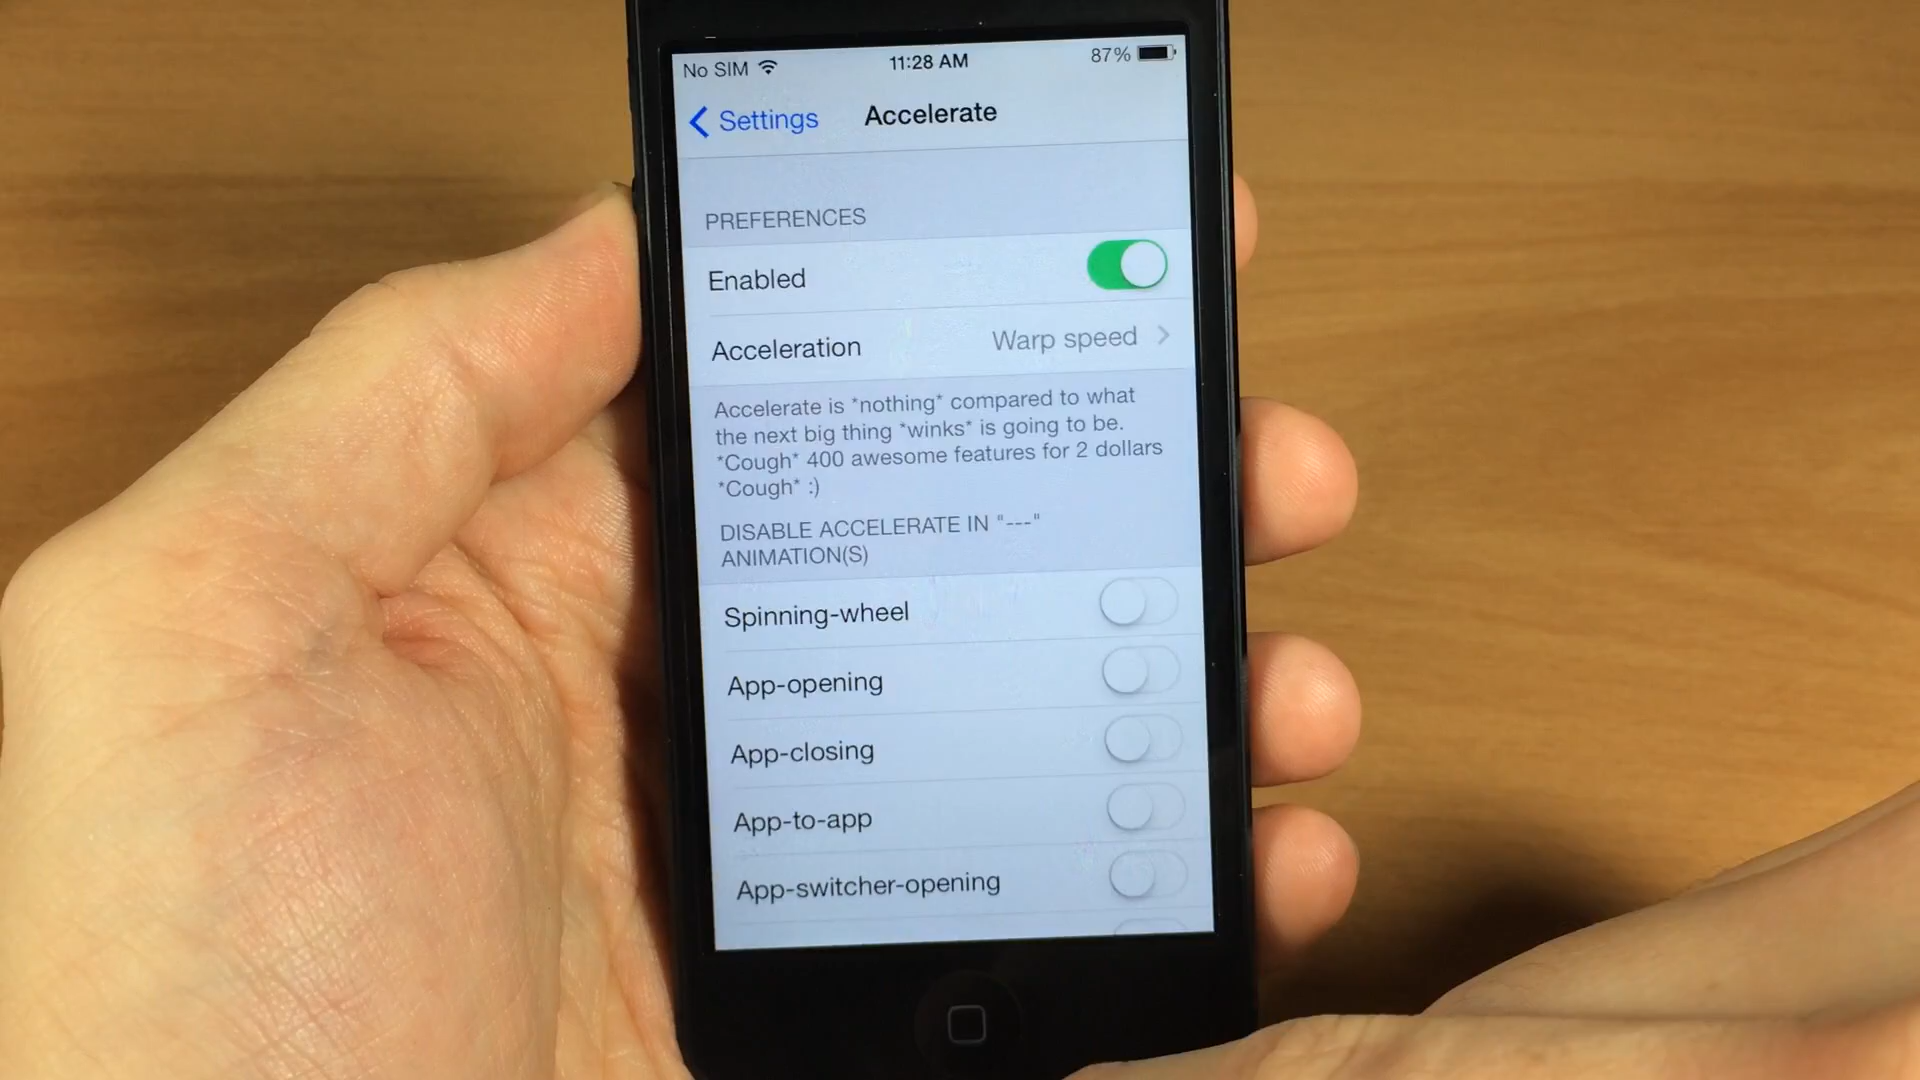 No SIM 11:28 AM 87%
Settings Accelerate
PREFERENCES
Enabled
Acceleration Warp speed
Accelerate is *nothing* compared to what
the next big thing *winks* is going to be.
*Cough* 400 awesome features for 2 dollars
*Cough* :)
DISABLE ACCELERATE IN "---"
ANIMATION(S)
Spinning-wheel
App-opening
App-closing
App-to-app
App-switcher-opening